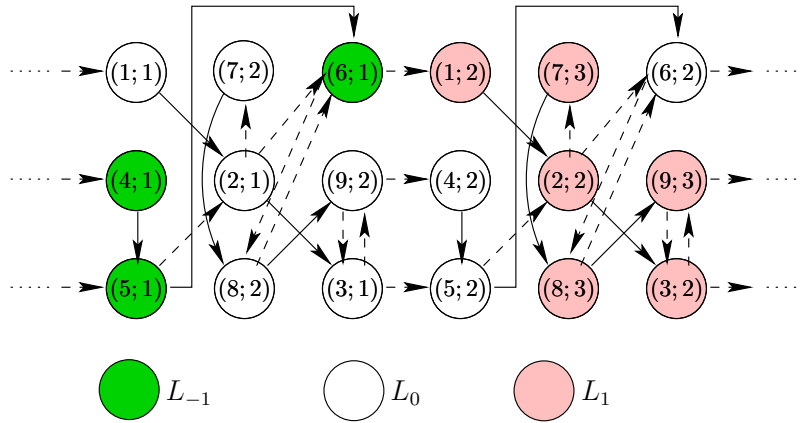 ..... (1; 1) (7; 2) (6; 1) (1; 2) (7; 3) (6; 2) .....
..... (4; 1) (2; 1) (9; 2) (4; 2) (2; 2) (9; 3) .....
..... (5; 1) (8; 2) (3; 1) (5; 2) (8; 3) (3; 2) .....
L₋₁ L₀ L₁